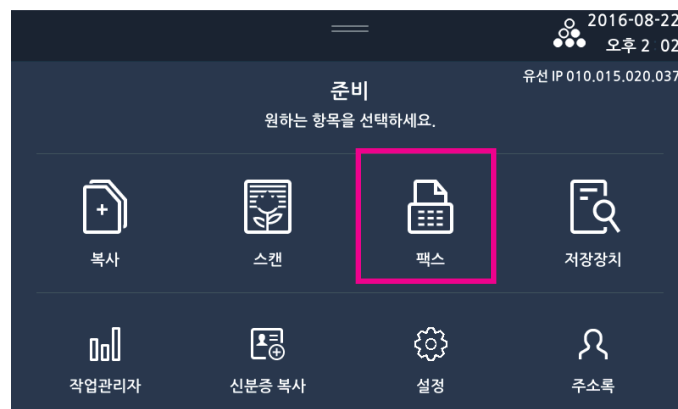 2016-08-22
오후 2 02
유선 IP 010.015.020.037
준비
원하는 항목을 선택하세요.
복사
스캔
팩스
저장장치
작업관리자
신분증 복사
설정
주소록